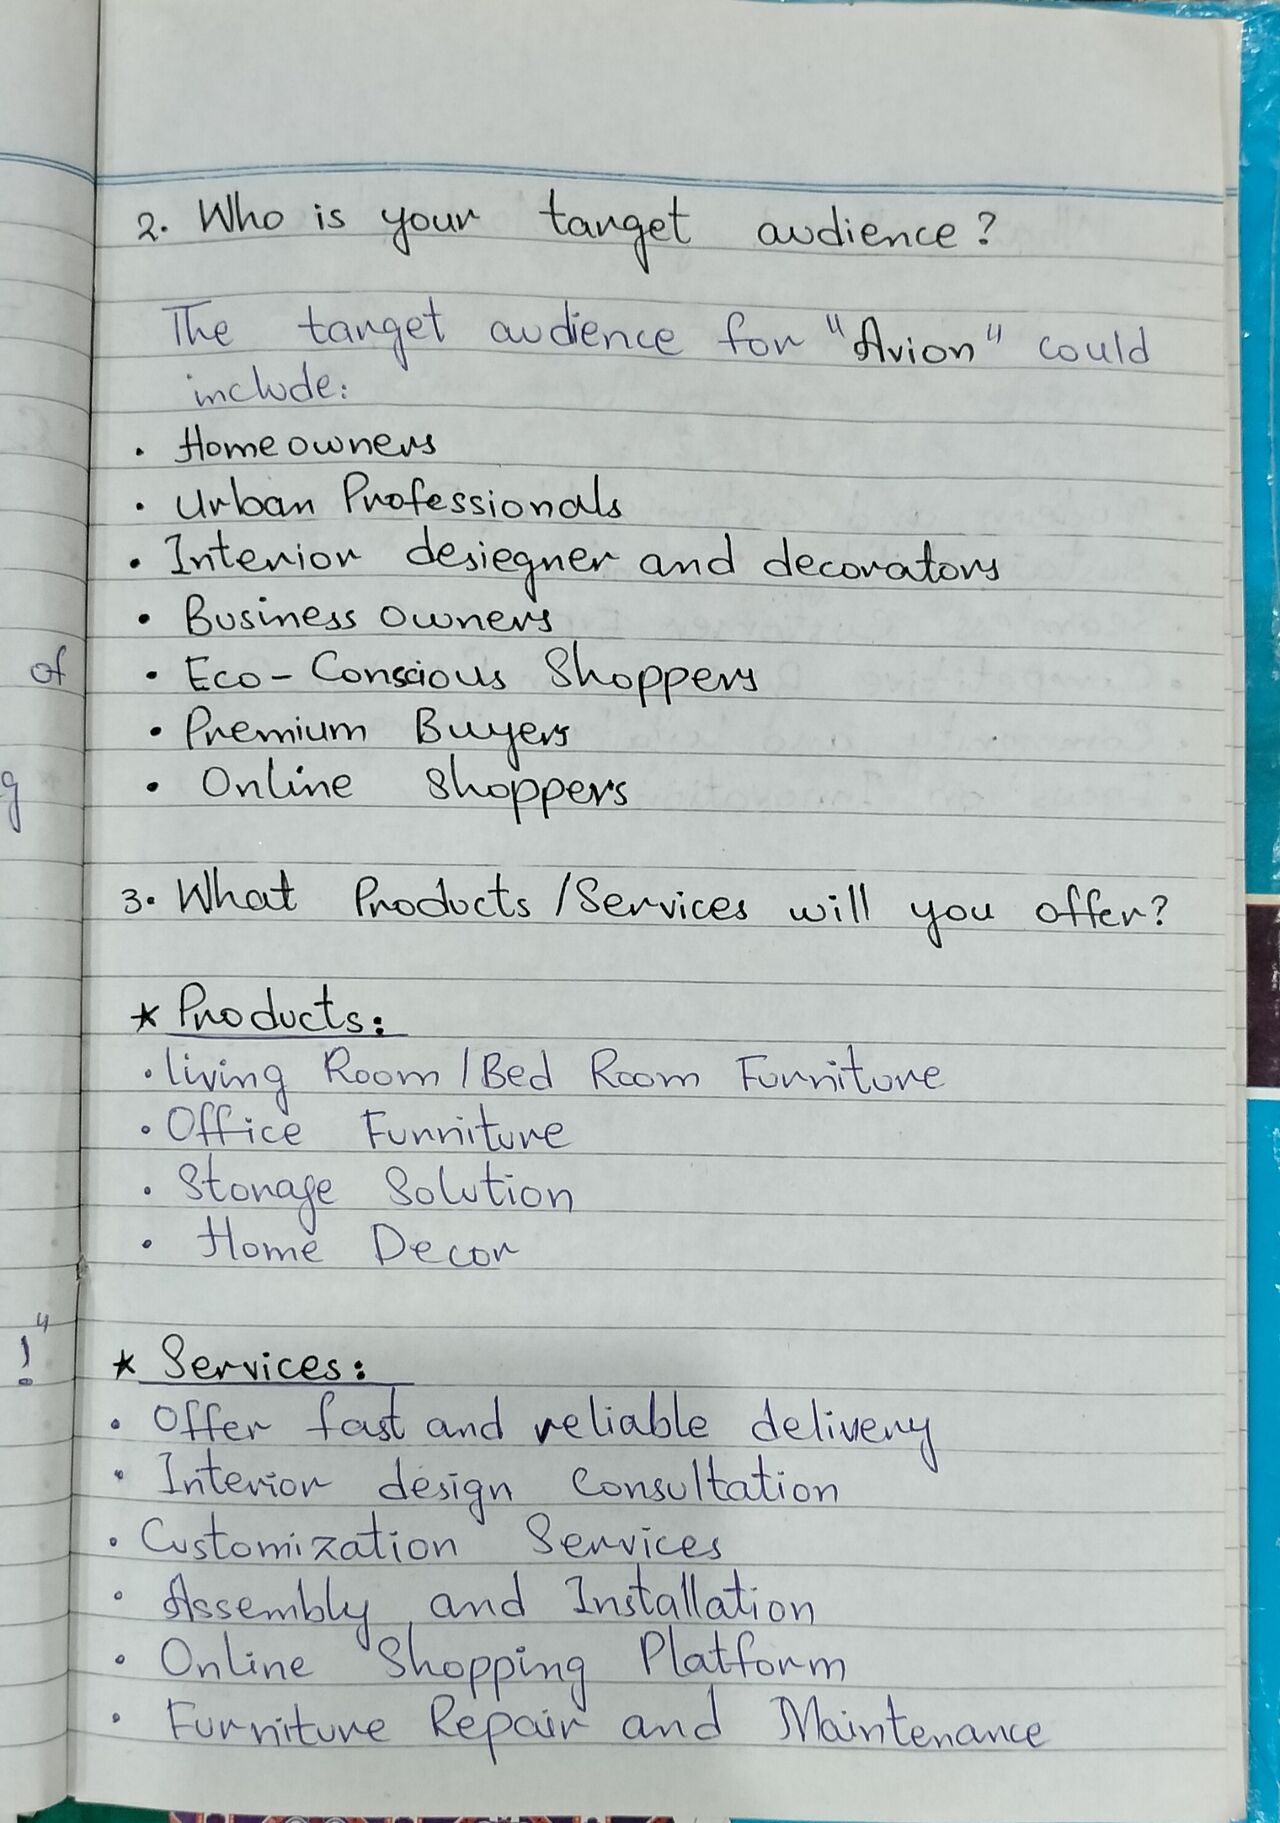 2. Who is your target audience?
The target audience for "Avion" could
include:
• Home owners
• Urban Professionals
• Interior desiegner and decorators
• Business Owners
• Eco-Conscious Shoppers
• Premium Buyers
• Online Shoppers
3. What Products/Services will you offer?
★ Products:
• living Room/Bed Room Furniture
• Office Furniture
• Storage Solution
• Home Decor
★ Services:
• Offer fast and reliable delivery
• Interior design Consultation
• Customization Services
• Assembly and Installation
• Online Shopping Platform
• Furniture Repair and Maintenance
of
g
!"